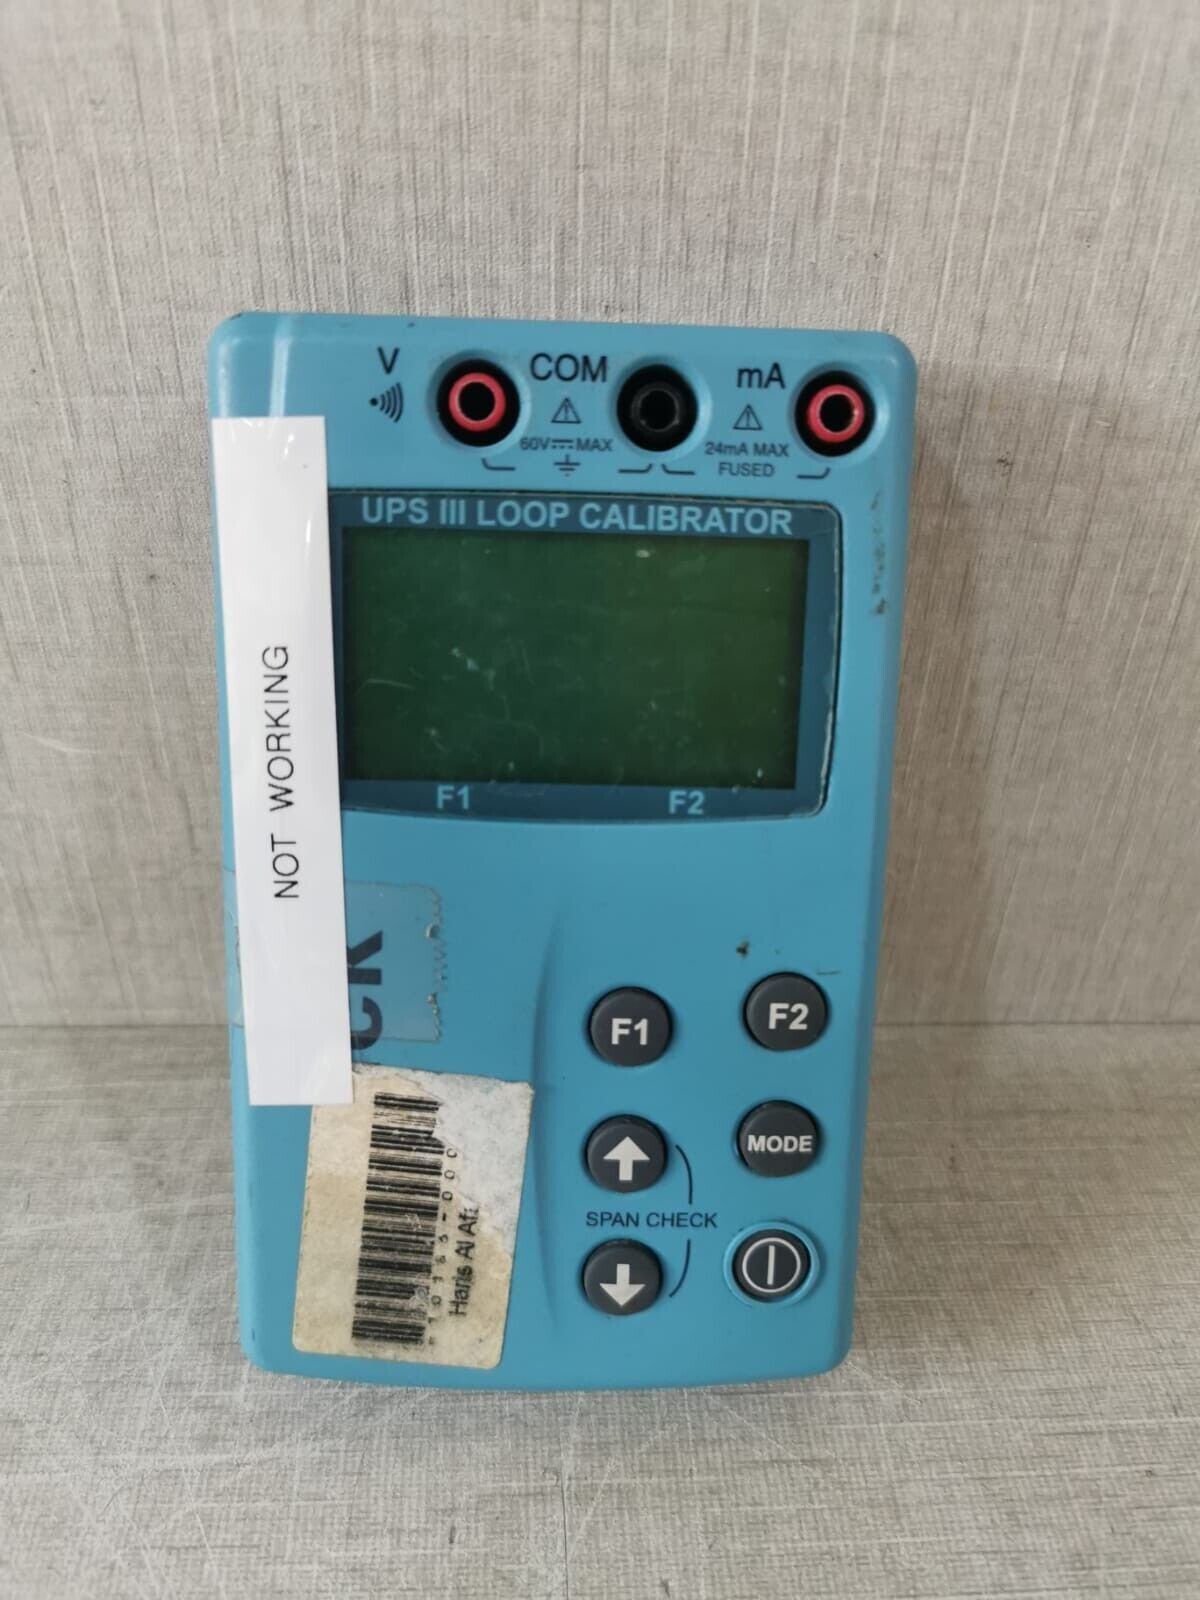 V COM mA
60V MAX
24mA MAX
FUSED
UPS III LOOP CALIBRATOR
F1 F2
NOT WORKING
CK
F1 F2
MODE
SPAN CHECK
Haris Al